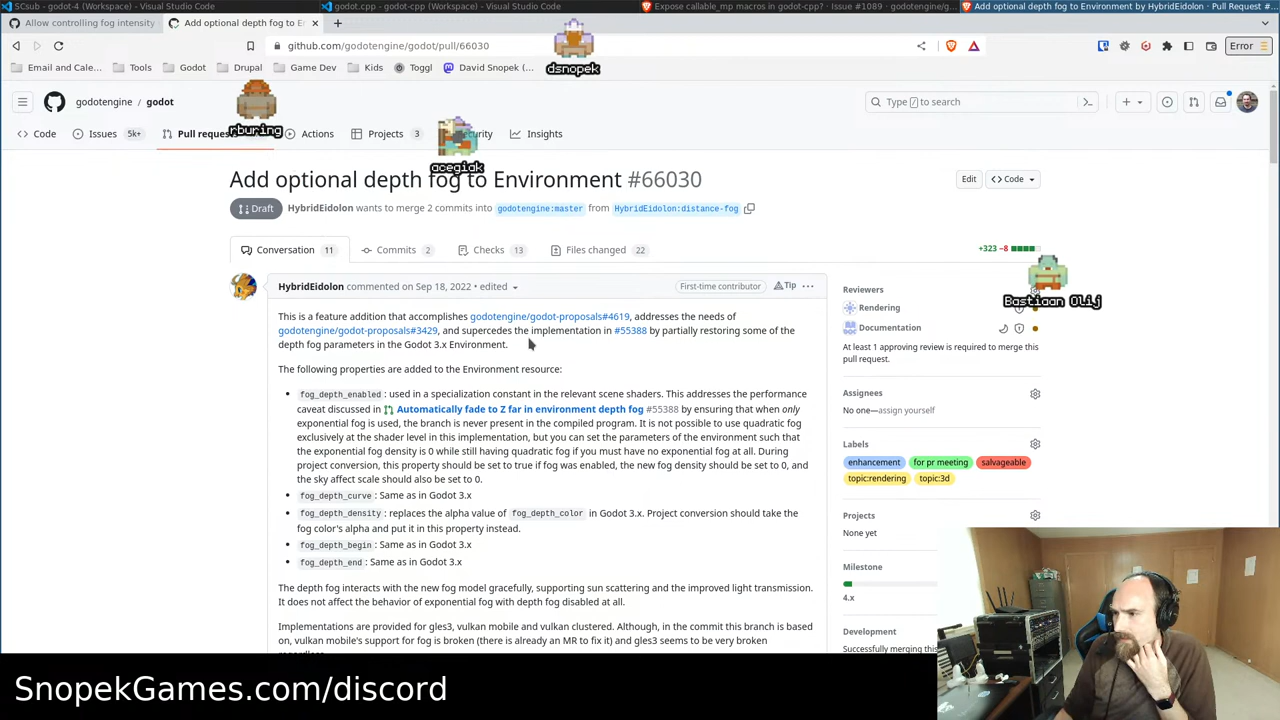 SCsub - godot-4 (Workspace) - Visual Studio Code
godot.cpp - godot-cpp (Workspace) - Visual Studio Code
Expose callable_mp macros in godot-cpp? · Issue #1089 · godotengine/g...
Add optional depth fog to Environment by HybridEidolon · Pull Request #...
Allow controlling fog intensity
Add optional depth fog to Er
github.com/godotengine/godot/pull/66030
Error
Email and Cale...
Tools
Godot
Drupal
Game Dev
Kids
Toggl
David Snopek (...
dsnopek
godotengine / godot
Type / to search
rburing
Code
Issues 5k+
Pull requests
Actions
Projects 3
Security
Insights
acegiak
Add optional depth fog to Environment #66030
Edit
Code
Draft
HybridEidolon wants to merge 2 commits into godotengine:master from HybridEidolon:distance-fog
Conversation 11
Commits 2
Checks 13
Files changed 22
+323 −8
Bastiaan Olij
HybridEidolon commented on Sep 18, 2022 • edited
First-time contributor
Tip
This is a feature addition that accomplishes godotengine/godot-proposals#4619, addresses the needs of
godotengine/godot-proposals#3429, and supercedes the implementation in #55388 by partially restoring some of the
depth fog parameters in the Godot 3.x Environment.
The following properties are added to the Environment resource:
fog_depth_enabled : used in a specialization constant in the relevant scene shaders. This addresses the performance
caveat discussed in Automatically fade to Z far in environment depth fog #55388 by ensuring that when only
exponential fog is used, the branch is never present in the compiled program. It is not possible to use quadratic fog
exclusively at the shader level in this implementation, but you can set the parameters of the environment such that
the exponential fog density is 0 while still having quadratic fog if you must have no exponential fog at all. During
project conversion, this property should be set to true if fog was enabled, the new fog density should be set to 0, and
the sky affect scale should also be set to 0.
fog_depth_curve : Same as in Godot 3.x
fog_depth_density : replaces the alpha value of fog_depth_color in Godot 3.x. Project conversion should take the
fog color's alpha and put it in this property instead.
fog_depth_begin : Same as in Godot 3.x
fog_depth_end : Same as in Godot 3.x
The depth fog interacts with the new fog model gracefully, supporting sun scattering and the improved light transmission.
It does not affect the behavior of exponential fog with depth fog disabled at all.
Implementations are provided for gles3, vulkan mobile and vulkan clustered. Although, in the commit this branch is based
on, vulkan mobile's support for fog is broken (there is already an MR to fix it) and gles3 seems to be very broken
Reviewers
Rendering
Documentation
At least 1 approving review is required to merge this
pull request.
Assignees
No one—assign yourself
Labels
enhancement
for pr meeting
salvageable
topic:rendering
topic:3d
Projects
None yet
Milestone
4.x
Development
Successfully merging this
SnopekGames.com/discord